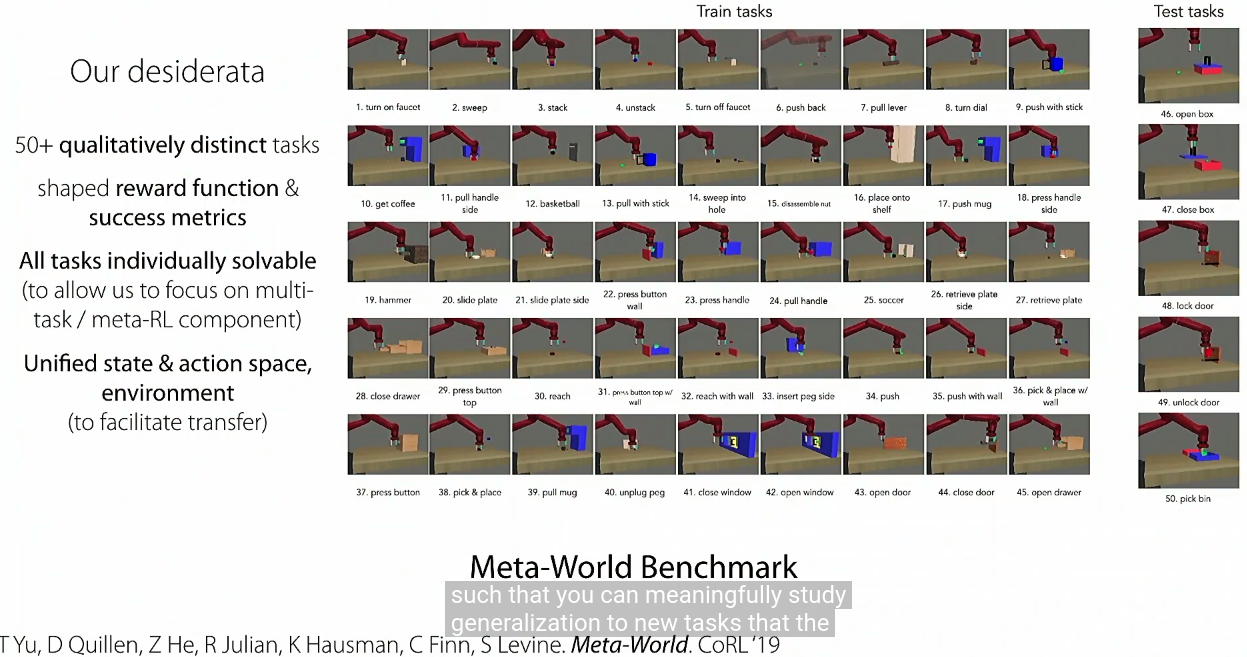 Our desiderata
50+ qualitatively distinct tasks
shaped reward function &
success metrics
All tasks individually solvable
(to allow us to focus on multi-
task / meta-RL component)
Unified state & action space,
environment
(to facilitate transfer)
Train tasks
1. turn on faucet
2. sweep
3. stack
4. unstack
5. turn off faucet
6. push back
7. pull lever
8. turn dial
9. push with stick
10. get coffee
11. pull handle
side
12. basketball
13. pull with stick
14. sweep into
hole
15. disassemble nut
16. place onto
shelf
17. push mug
18. press handle
side
19. hammer
20. slide plate
21. slide plate side
22. press button
wall
23. press handle
24. pull handle
25. soccer
26. retrieve plate
side
27. retrieve plate
28. close drawer
29. press button
top
30. reach
31. press button top w/
wall
32. reach with wall
33. insert peg side
34. push
35. push with wall
36. pick & place w/
wall
37. press button
38. pick & place
39. pull mug
40. unplug peg
41. close window
42. open window
43. open door
44. close door
45. open drawer
Test tasks
46. open box
47. close box
48. lock door
49. unlock door
50. pick bin
Meta-World Benchmark
such that you can meaningfully study
generalization to new tasks that the
T Yu, D Quillen, Z He, R Julian, K Hausman, C Finn, S Levine. Meta-World. CoRL '19